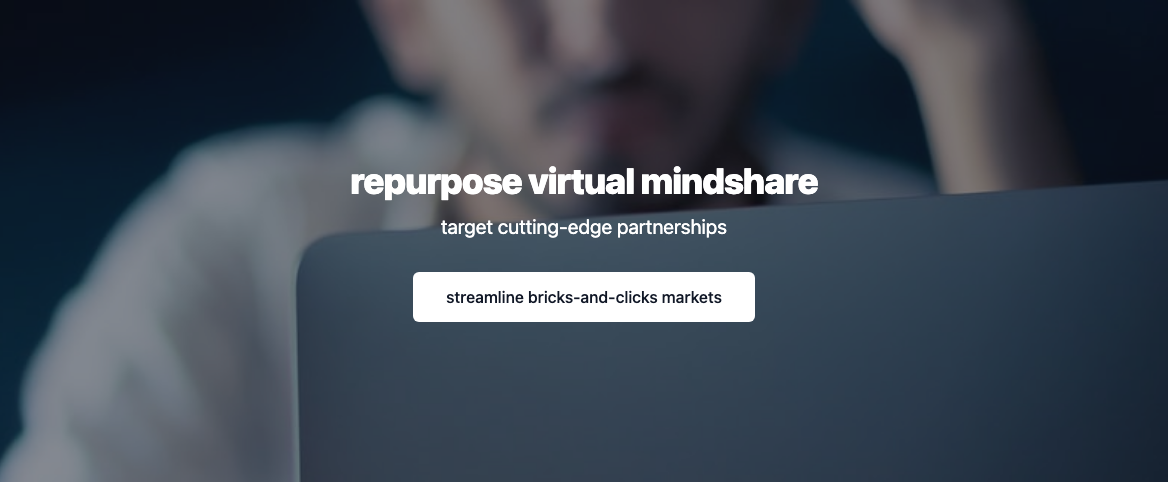 repurpose virtual mindshare
target cutting-edge partnerships
streamline bricks-and-clicks markets